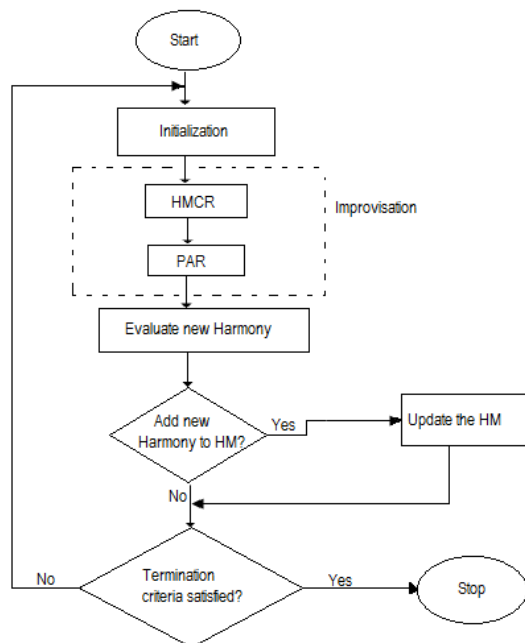 Start
Initialization
HMCR
Improvisation
PAR
Evaluate new Harmony
Add new
Harmony to HM?
Yes
Update the HM
No
Termination
criteria satisfied?
No
Yes
Stop